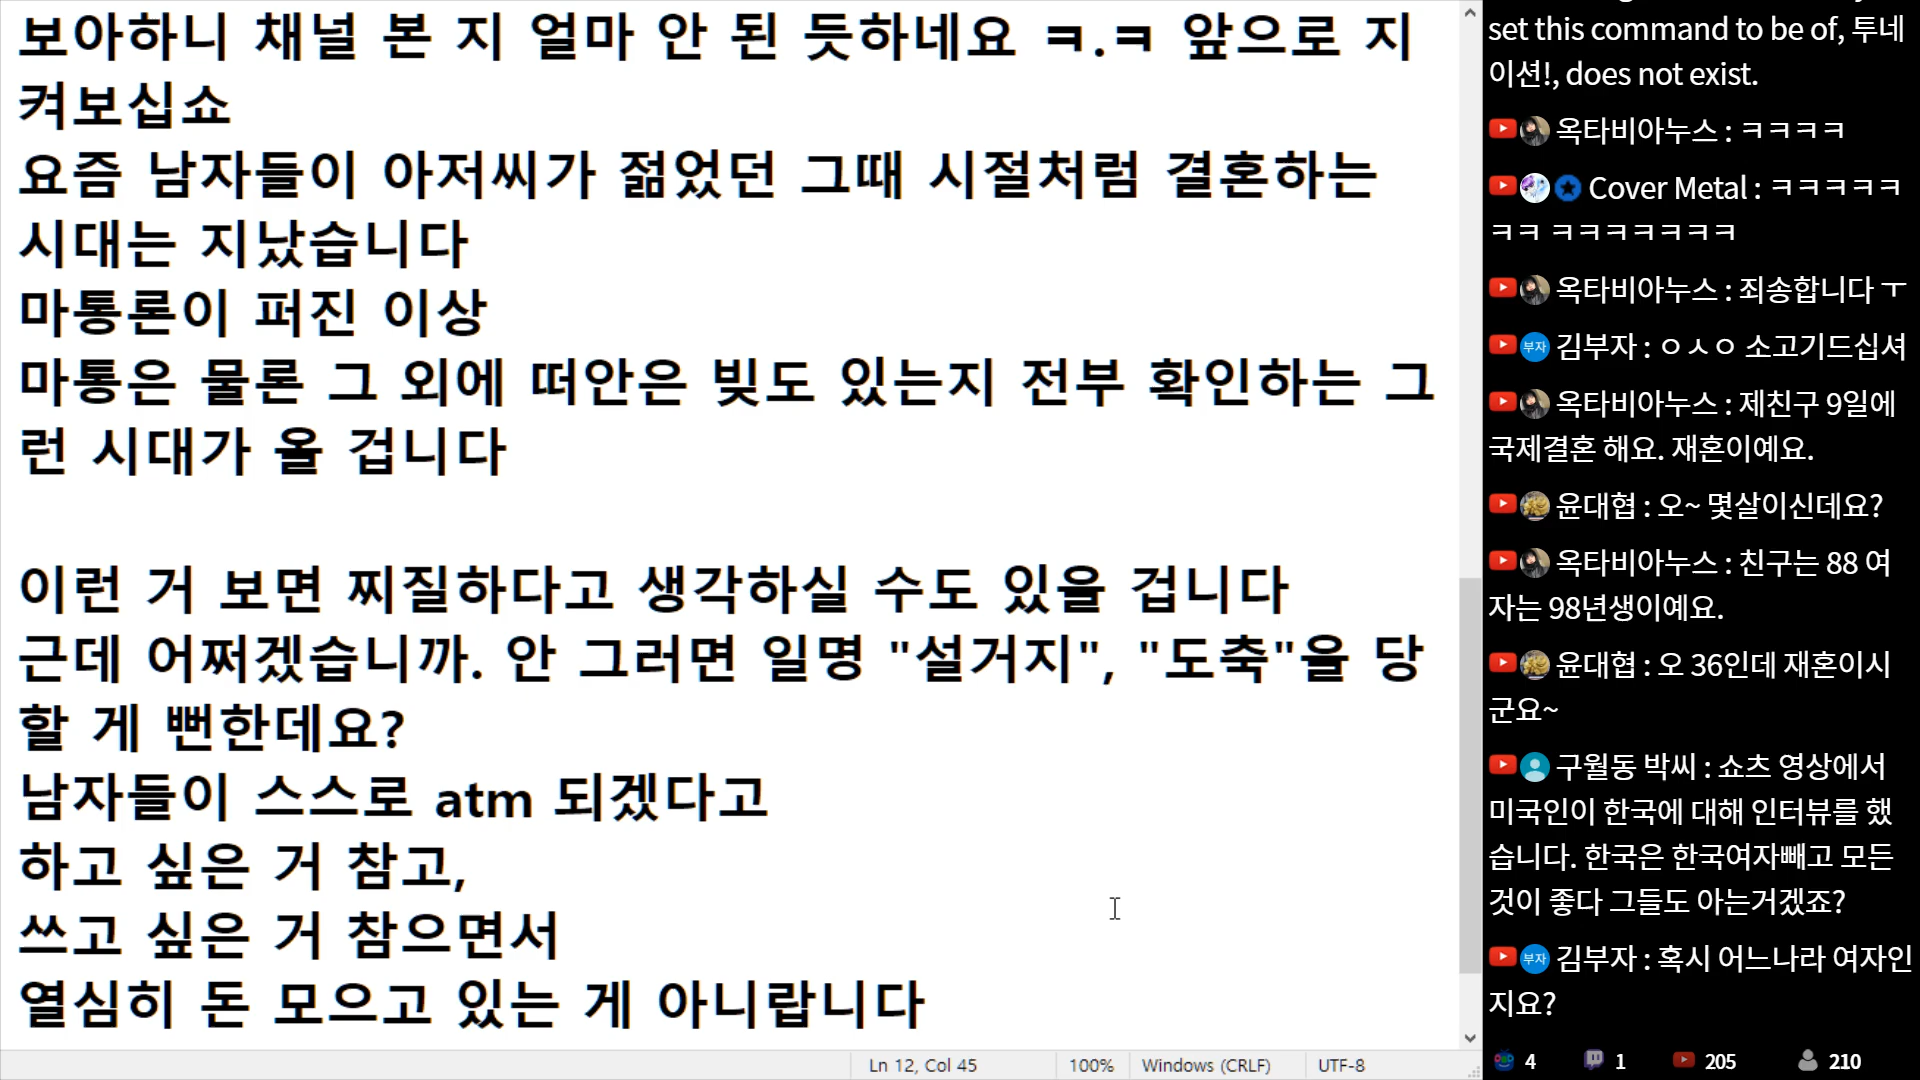 보아하니 채널 본 지 얼마 안 된 듯하네요 ㅋ.ㅋ 앞으로 지
켜보십쇼
요즘 남자들이 아저씨가 젊었던 그때 시절처럼 결혼하는
시대는 지났습니다
마통론이 퍼진 이상
마통은 물론 그 외에 떠안은 빚도 있는지 전부 확인하는 그
런 시대가 올 겁니다
이런 거 보면 찌질하다고 생각하실 수도 있을 겁니다
근데 어쩌겠습니까. 안 그러면 일명 "설거지", "도축"을 당
할 게 뻔한데요?
남자들이 스스로 atm 되겠다고
하고 싶은 거 참고,
쓰고 싶은 거 참으면서
열심히 돈 모으고 있는 게 아니랍니다
Ln 12, Col 45 100% Windows (CRLF) UTF-8
set this command to be of, 투네
이션!, does not exist.
옥타비아누스 : ㅋㅋㅋㅋ
Cover Metal : ㅋㅋㅋㅋㅋ
ㅋㅋ ㅋㅋㅋㅋㅋㅋㅋ
옥타비아누스 : 죄송합니다 ㅜ
부자 김부자 : ㅇㅅㅇ 소고기드십셔
옥타비아누스 : 제친구 9일에
국제결혼 해요. 재혼이예요.
윤대협 : 오~ 몇살이신데요?
옥타비아누스 : 친구는 88 여
자는 98년생이예요.
윤대협 : 오 36인데 재혼이시
군요~
구월동 박씨 : 쇼츠 영상에서
미국인이 한국에 대해 인터뷰를 했
습니다. 한국은 한국여자빼고 모든
것이 좋다 그들도 아는거겠죠?
부자 김부자 : 혹시 어느나라 여자인
지요?
4 1 205 210